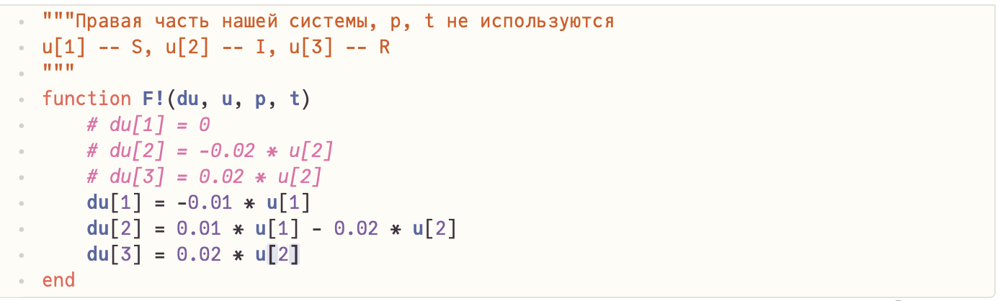 """Правая часть нашей системы, p, t не используются
u[1] -- S, u[2] -- I, u[3] -- R
"""
function F!(du, u, p, t)
    # du[1] = 0
    # du[2] = -0.02 * u[2]
    # du[3] = 0.02 * u[2]
    du[1] = -0.01 * u[1]
    du[2] = 0.01 * u[1] - 0.02 * u[2]
    du[3] = 0.02 * u[2]
end